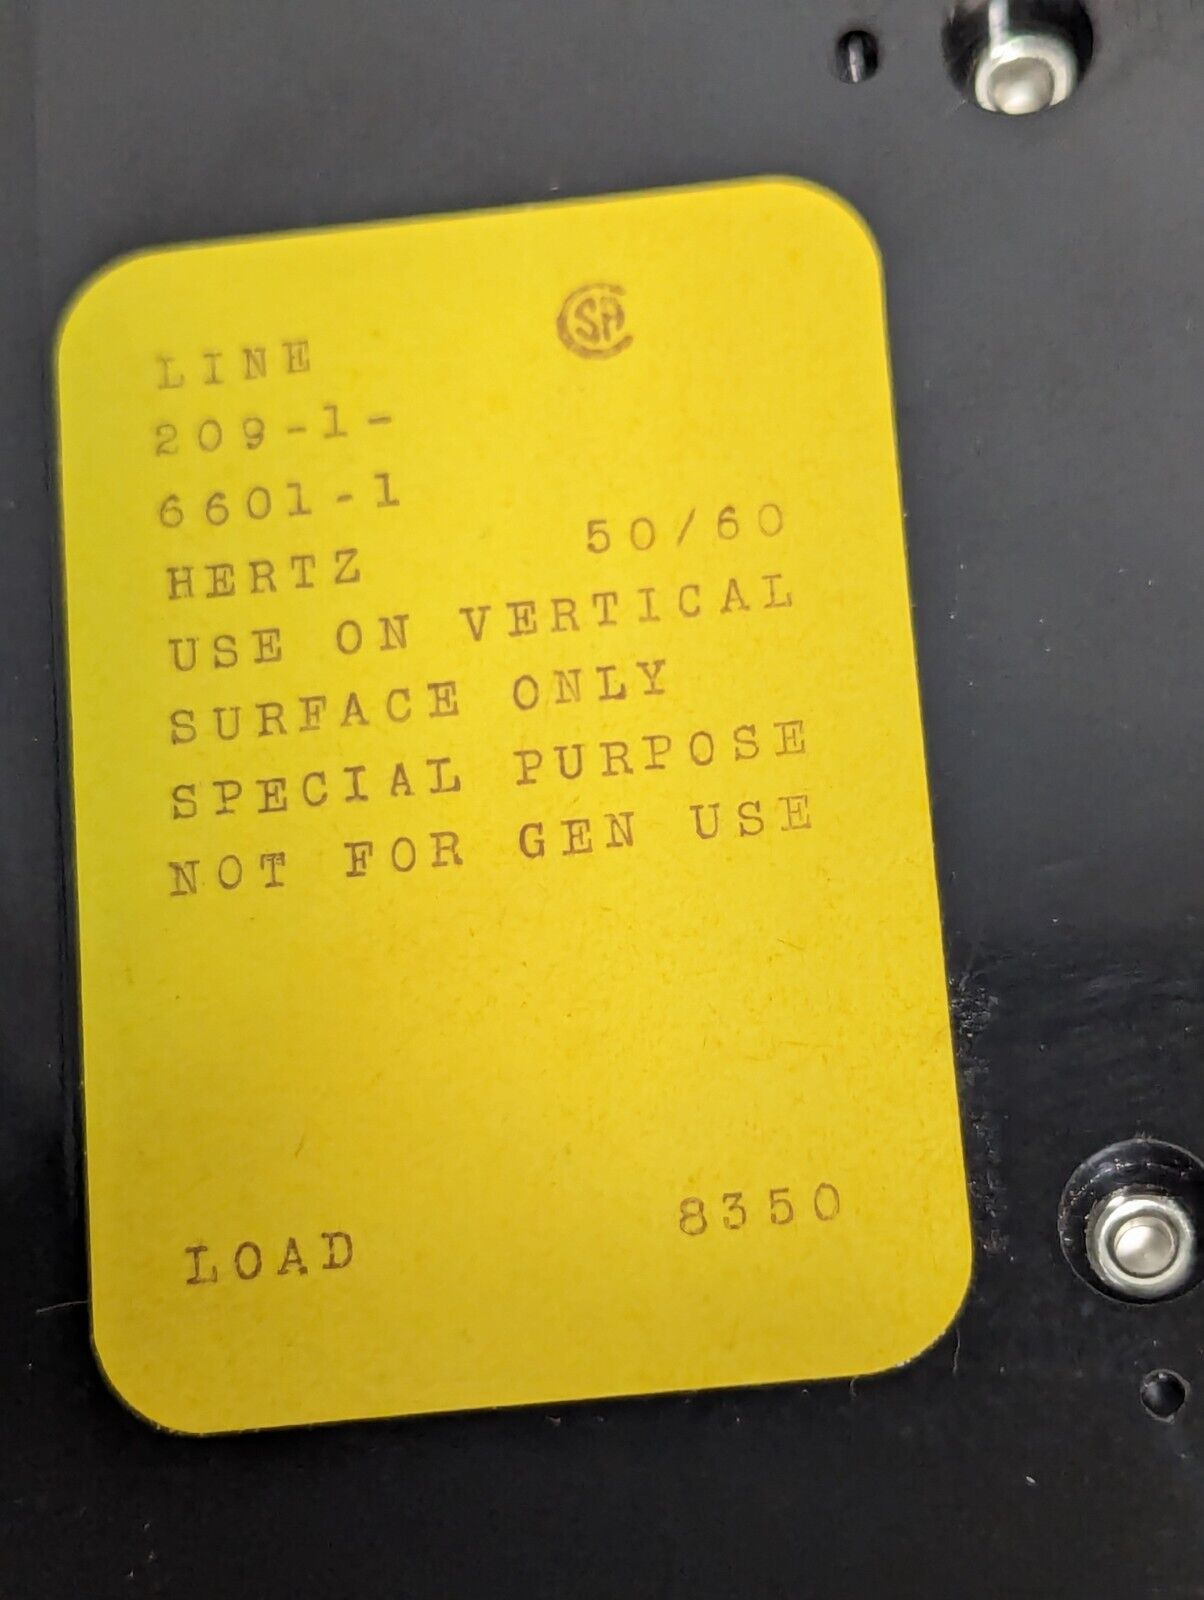 CSA
LINE
209-1-
6601-1
HERTZ 50/60
USE ON VERTICAL
SURFACE ONLY
SPECIAL PURPOSE
NOT FOR GEN USE
LOAD 8350